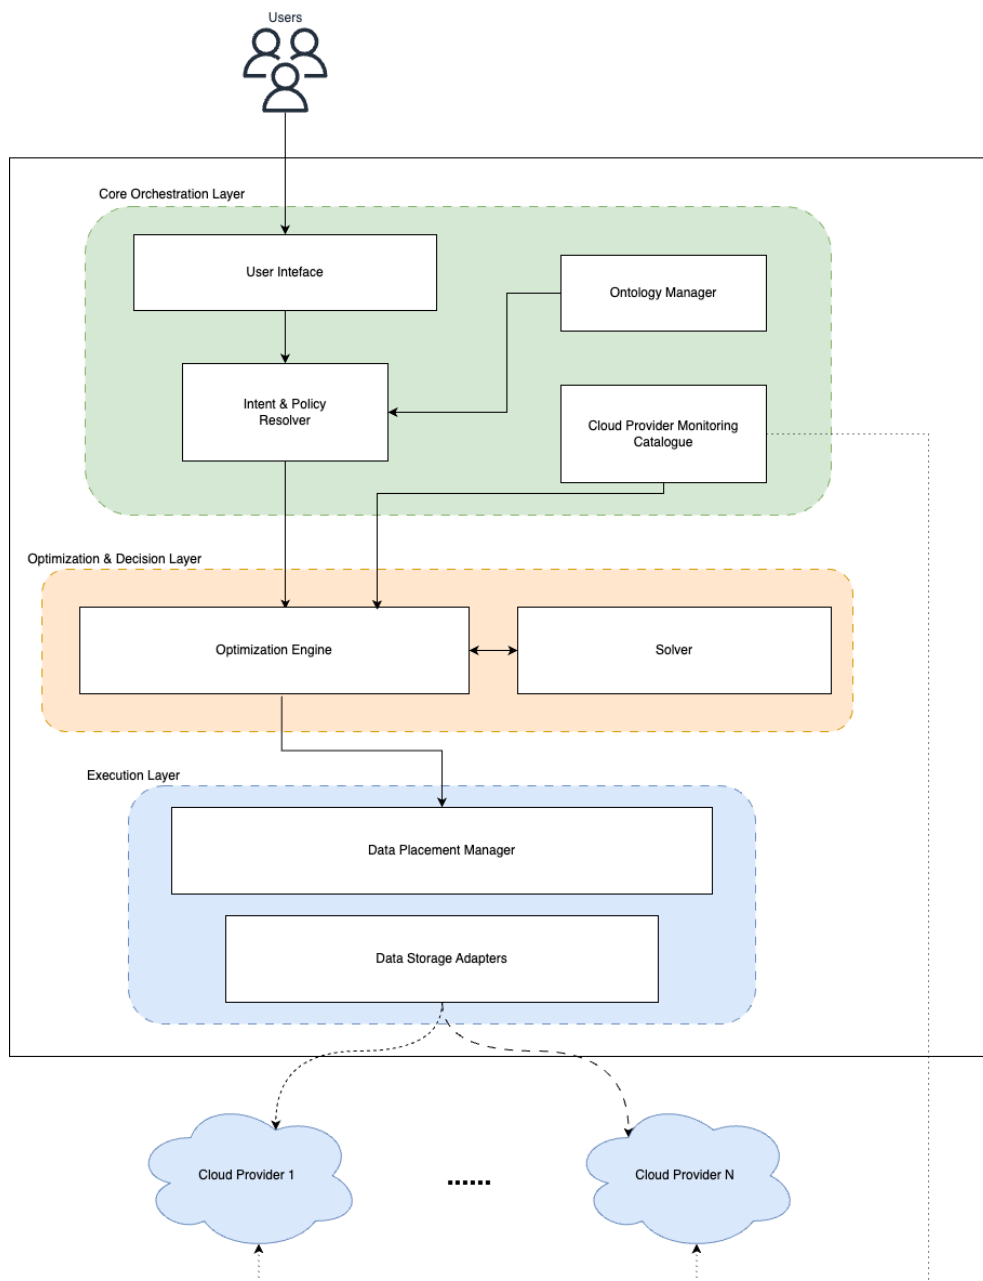 Users
Core Orchestration Layer
User Inteface
Ontology Manager
Intent & Policy
Resolver
Cloud Provider Monitoring
Catalogue
Optimization & Decision Layer
Optimization Engine
Solver
Execution Layer
Data Placement Manager
Data Storage Adapters
Cloud Provider 1
......
Cloud Provider N